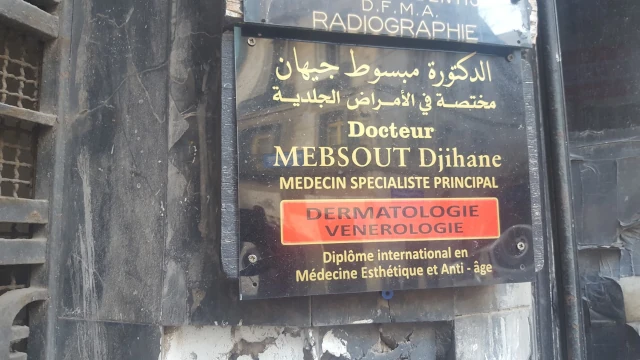 D.F.M.A.
RADIOGRAPHIE
الدكتورة مبسوط جيهان
مختصة في الأمراض الجلدية
Docteur
MEBSOUT Djihane
MEDECIN SPECIALISTE PRINCIPAL
DERMATOLOGIE
VENEROLOGIE
Diplôme international en
Médecine Esthétique et Anti - âge